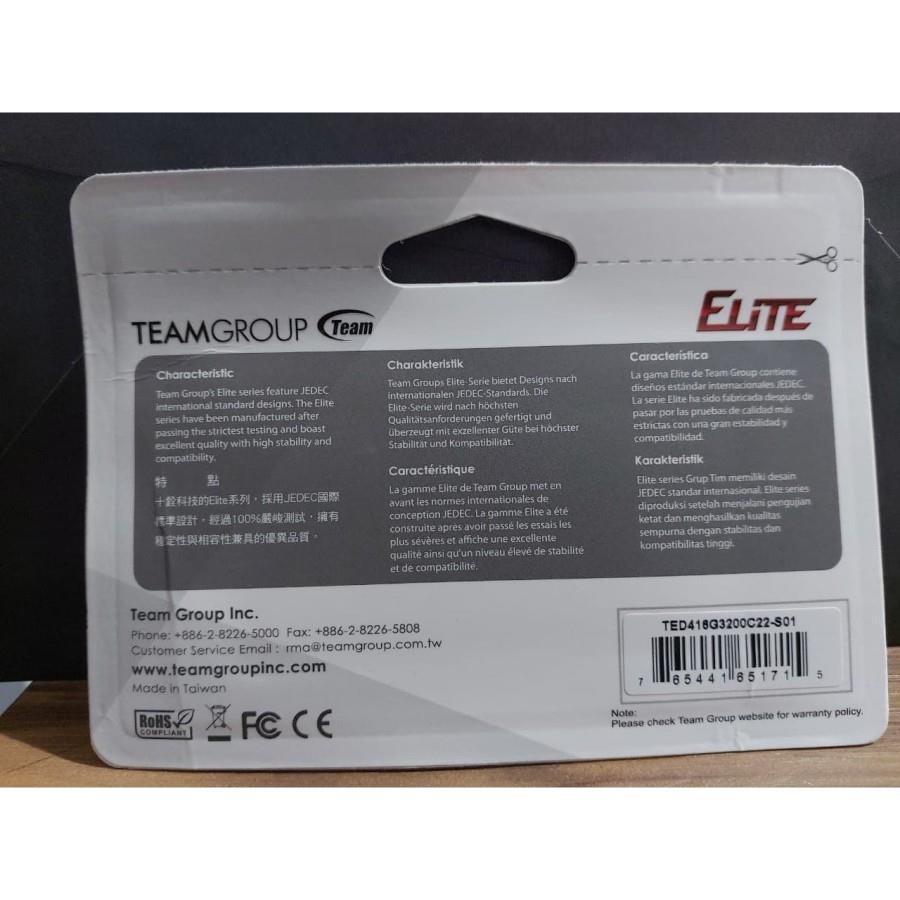 TEAMGROUP Team
ELiTE
Characteristic
Team Group's Elite series feature JEDEC
international standard designs. The Elite
series have been manufactured after
passing the strictest testing and boast
excellent quality with high stability and
compatibility.
特 點
十銓科技的Elite系列，採用JEDEC國際
標準設計，經過100%嚴峻測試，擁有
穩定性與相容性兼具的優異品質。
Charakteristik
Team Groups Elite-Serie bietet Designs nach
internationalen JEDEC-Standards. Die
Elite-Serie wird nach höchsten
Qualitätsanforderungen gefertigt und
überzeugt mit exzellenter Güte bei höchster
Stabilität und Kompatibilität.
Caractéristique
La gamme Elite de Team Group met en
avant les normes internationales de
conception JEDEC. La gamme Elite a été
construite après avoir passé les essais les
plus sévères et affiche une excellente
qualité ainsi qu'un niveau élevé de stabilité
et de compatibilité.
Característica
La gama Elite de Team Group contiene
diseños estándar internacionales JEDEC.
La serie Elite ha sido fabricada después de
pasar por las pruebas de calidad más
estrictas con una gran estabilidad y
compatibilidad.
Karakteristik
Elite series Grup Tim memiliki desain
JEDEC standar internasional. Elite series
diproduksi setelah menjalani pengujian
ketat dan menghasilkan kualitas
sempurna dengan stabilitas dan
kompatibilitas tinggi.
Team Group Inc.
Phone: +886-2-8226-5000 Fax: +886-2-8226-5808
Customer Service Email : rma@teamgroup.com.tw
www.teamgroupinc.com
Made in Taiwan
RoHS
COMPLIANT
FC CE
TED416G3200C22-S01
7 65441 65171 5
Note:
Please check Team Group website for warranty policy.